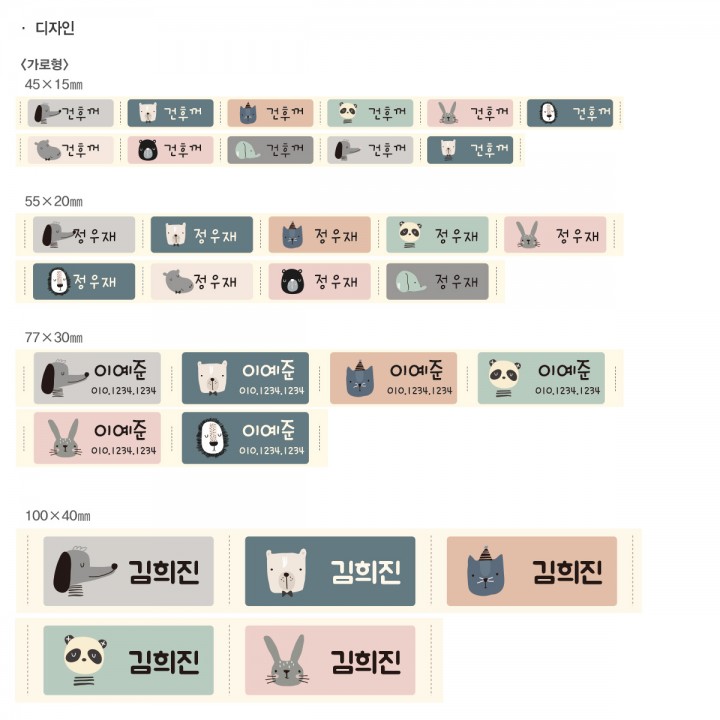 · 디자인
〈가로형〉
45×15㎜
건후꺼 건후꺼 건후꺼 건후꺼 건후꺼 건후꺼
건후꺼 건후꺼 건후꺼 건후꺼 건후꺼
55×20㎜
정우재 정우재 정우재 정우재 정우재
정우재 정우재 정우재 정우재
77×30㎜
이예준 이예준 이예준 이예준
010.1234.1234 010.1234.1234 010.1234.1234 010.1234.1234
이예준 이예준
010.1234.1234 010.1234.1234
100×40㎜
김희진 김희진 김희진
김희진 김희진